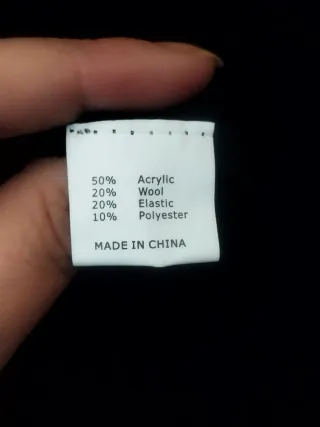 50% Acrylic
20% Wool
20% Elastic
10% Polyester
MADE IN CHINA